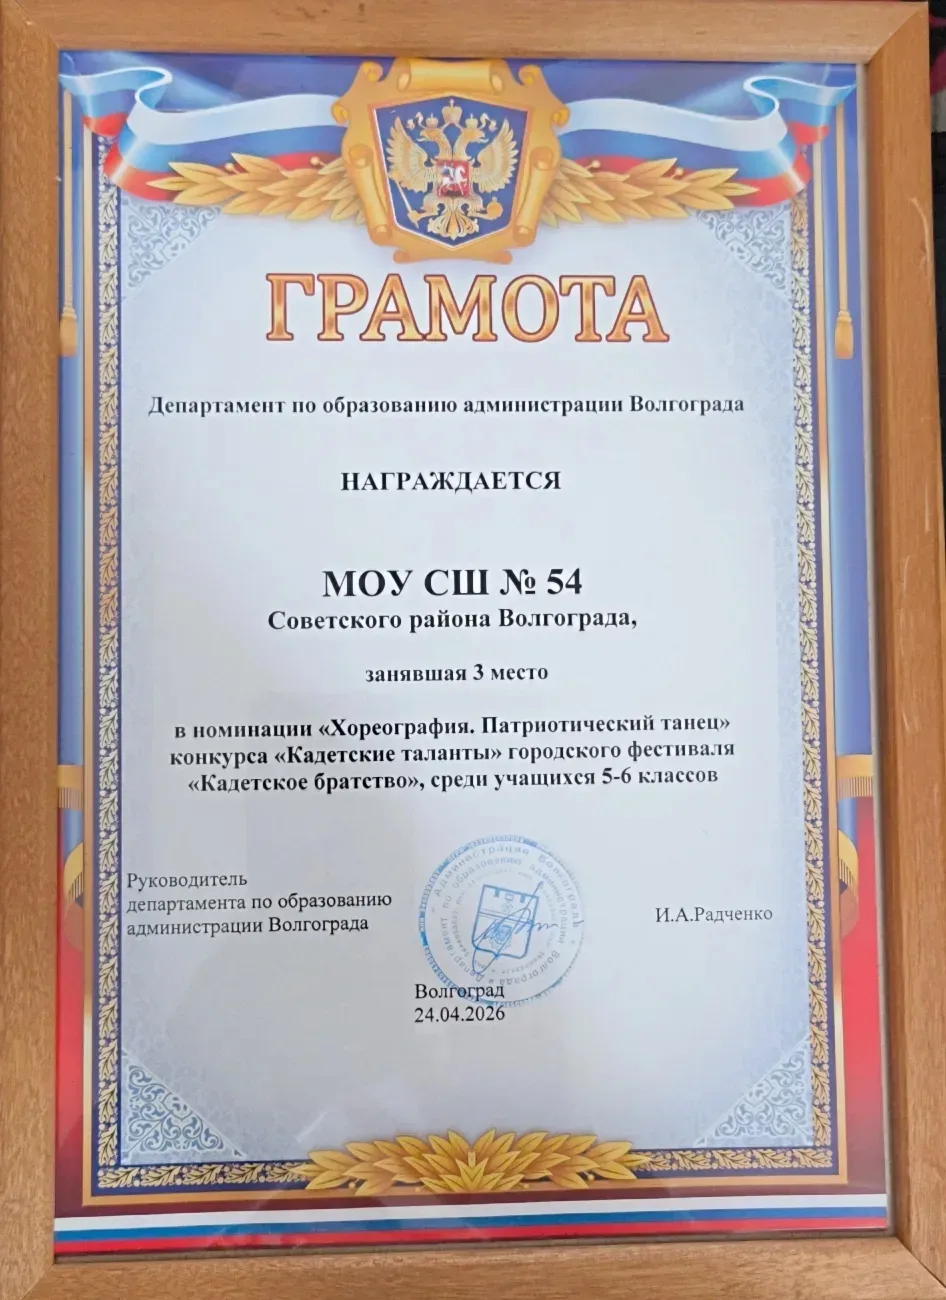 ГРАМОТА
Департамент по образованию администрации Волгограда
НАГРАЖДАЕТСЯ
МОУ СШ № 54
Советского района Волгограда,
занявшая 3 место
в номинации «Хореография. Патриотический танец»
конкурса «Кадетские таланты» городского фестиваля
«Кадетское братство», среди учащихся 5-6 классов
Руководитель
департамента по образованию
администрации Волгограда
И.А.Радченко
Волгоград
24.04.2026